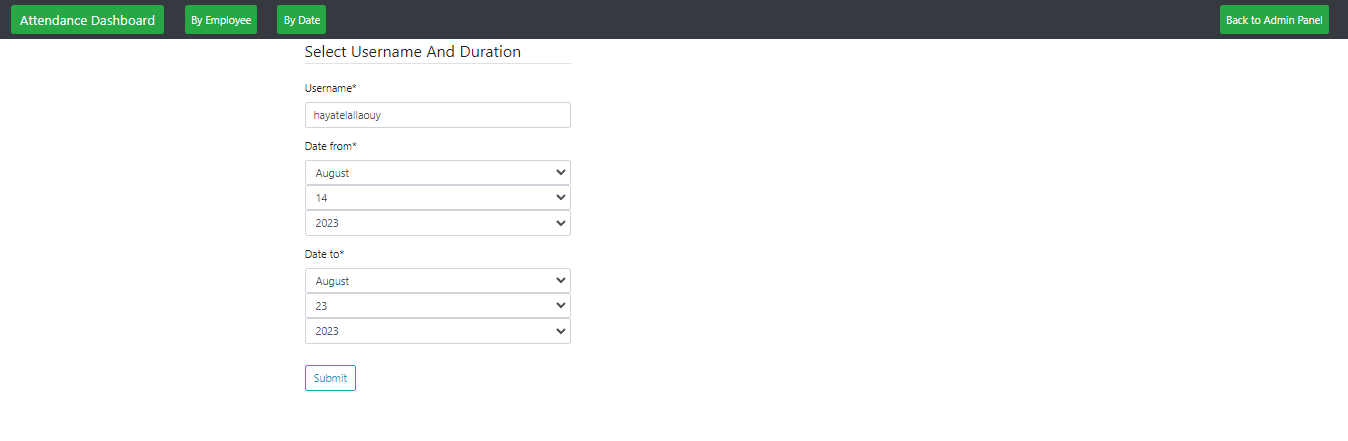 Attendance Dashboard By Employee By Date Back to Admin Panel
Select Username And Duration
Username*
hayatelallaouy
Date from*
August
14
2023
Date to*
August
23
2023
Submit